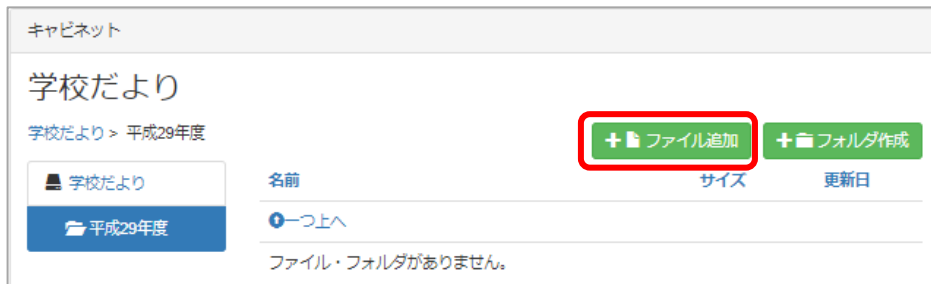 キャビネット
学校だより
学校だより > 平成29年度
ファイル追加 フォルダ作成
学校だより 名前 サイズ 更新日
平成29年度 一つ上へ
ファイル・フォルダがありません。